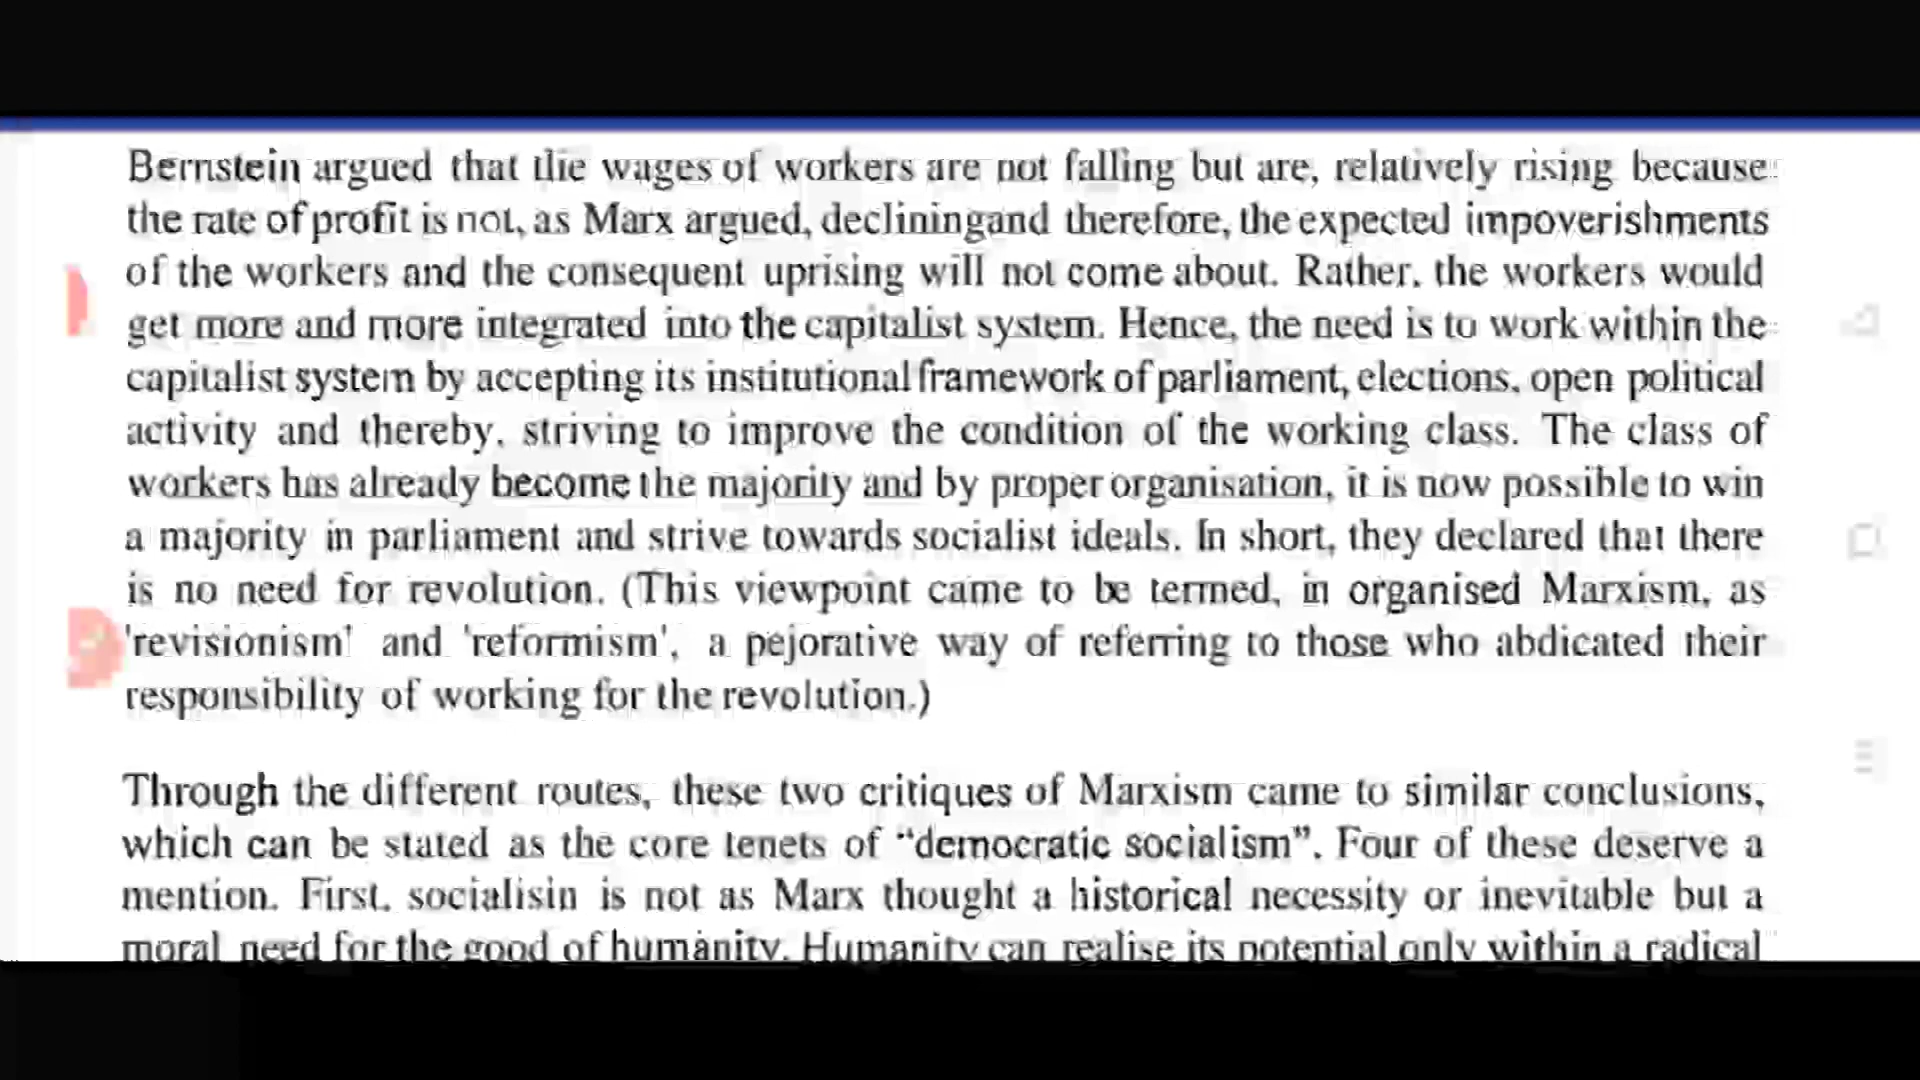 Bernstein argued that tlie wages of workers are not falling but are, relatively rising because
the rate of profit is not, as Marx argued, decliningand therefore, the expected impoverishments
of the workers and the consequent uprising will not come about. Rather, the workers would
get more and more integrated into the capitalist system. Hence, the need is to work within the
capitalist system by accepting its institutional framework of parliament, elections, open political
activity and thereby, striving to improve the condition of the working class. The class of
workers has already become the majority and by proper organisation, it is now possible to win
a majority in parliament and strive towards socialist ideals. In short, they declared that there
is no need for revolution. (This viewpoint came to be termed, in organised Marxism, as
'revisionism' and 'reformism', a pejorative way of referring to those who abdicated their
responsibility of working for the revolution.)
Through the different routes, these two critiques of Marxism came to similar conclusions,
which can be stated as the core tenets of “democratic socialism”. Four of these deserve a
mention. First, socialisin is not as Marx thought a historical necessity or inevitable but a
moral need for the good of humanity. Humanity can realise its potential only within a radical